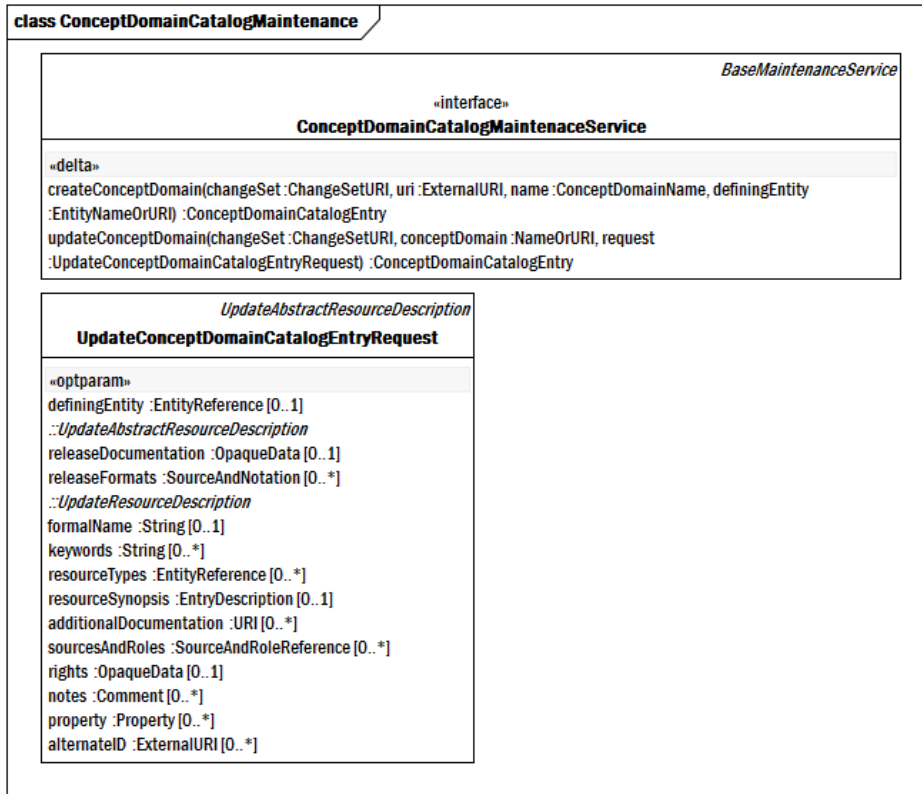 class ConceptDomainCatalogMaintenance
BaseMaintenanceService
«interface»
ConceptDomainCatalogMaintenaceService
«delta»
createConceptDomain(changeSet :ChangeSetURI, uri :ExternalURI, name :ConceptDomainName, definingEntity
:EntityNameOrURI) :ConceptDomainCatalogEntry
updateConceptDomain(changeSet :ChangeSetURI, conceptDomain :NameOrURI, request
:UpdateConceptDomainCatalogEntryRequest) :ConceptDomainCatalogEntry
UpdateAbstractResourceDescription
UpdateConceptDomainCatalogEntryRequest
«optparam»
definingEntity :EntityReference [0..1]
::UpdateAbstractResourceDescription
releaseDocumentation :OpaqueData [0..1]
releaseFormats :SourceAndNotation [0..*]
::UpdateResourceDescription
formalName :String [0..1]
keywords :String [0..*]
resourceTypes :EntityReference [0..*]
resourceSynopsis :EntryDescription [0..1]
additionalDocumentation :URI [0..*]
sourcesAndRoles :SourceAndRoleReference [0..*]
rights :OpaqueData [0..1]
notes :Comment [0..*]
property :Property [0..*]
alternateID :ExternalURI [0..*]